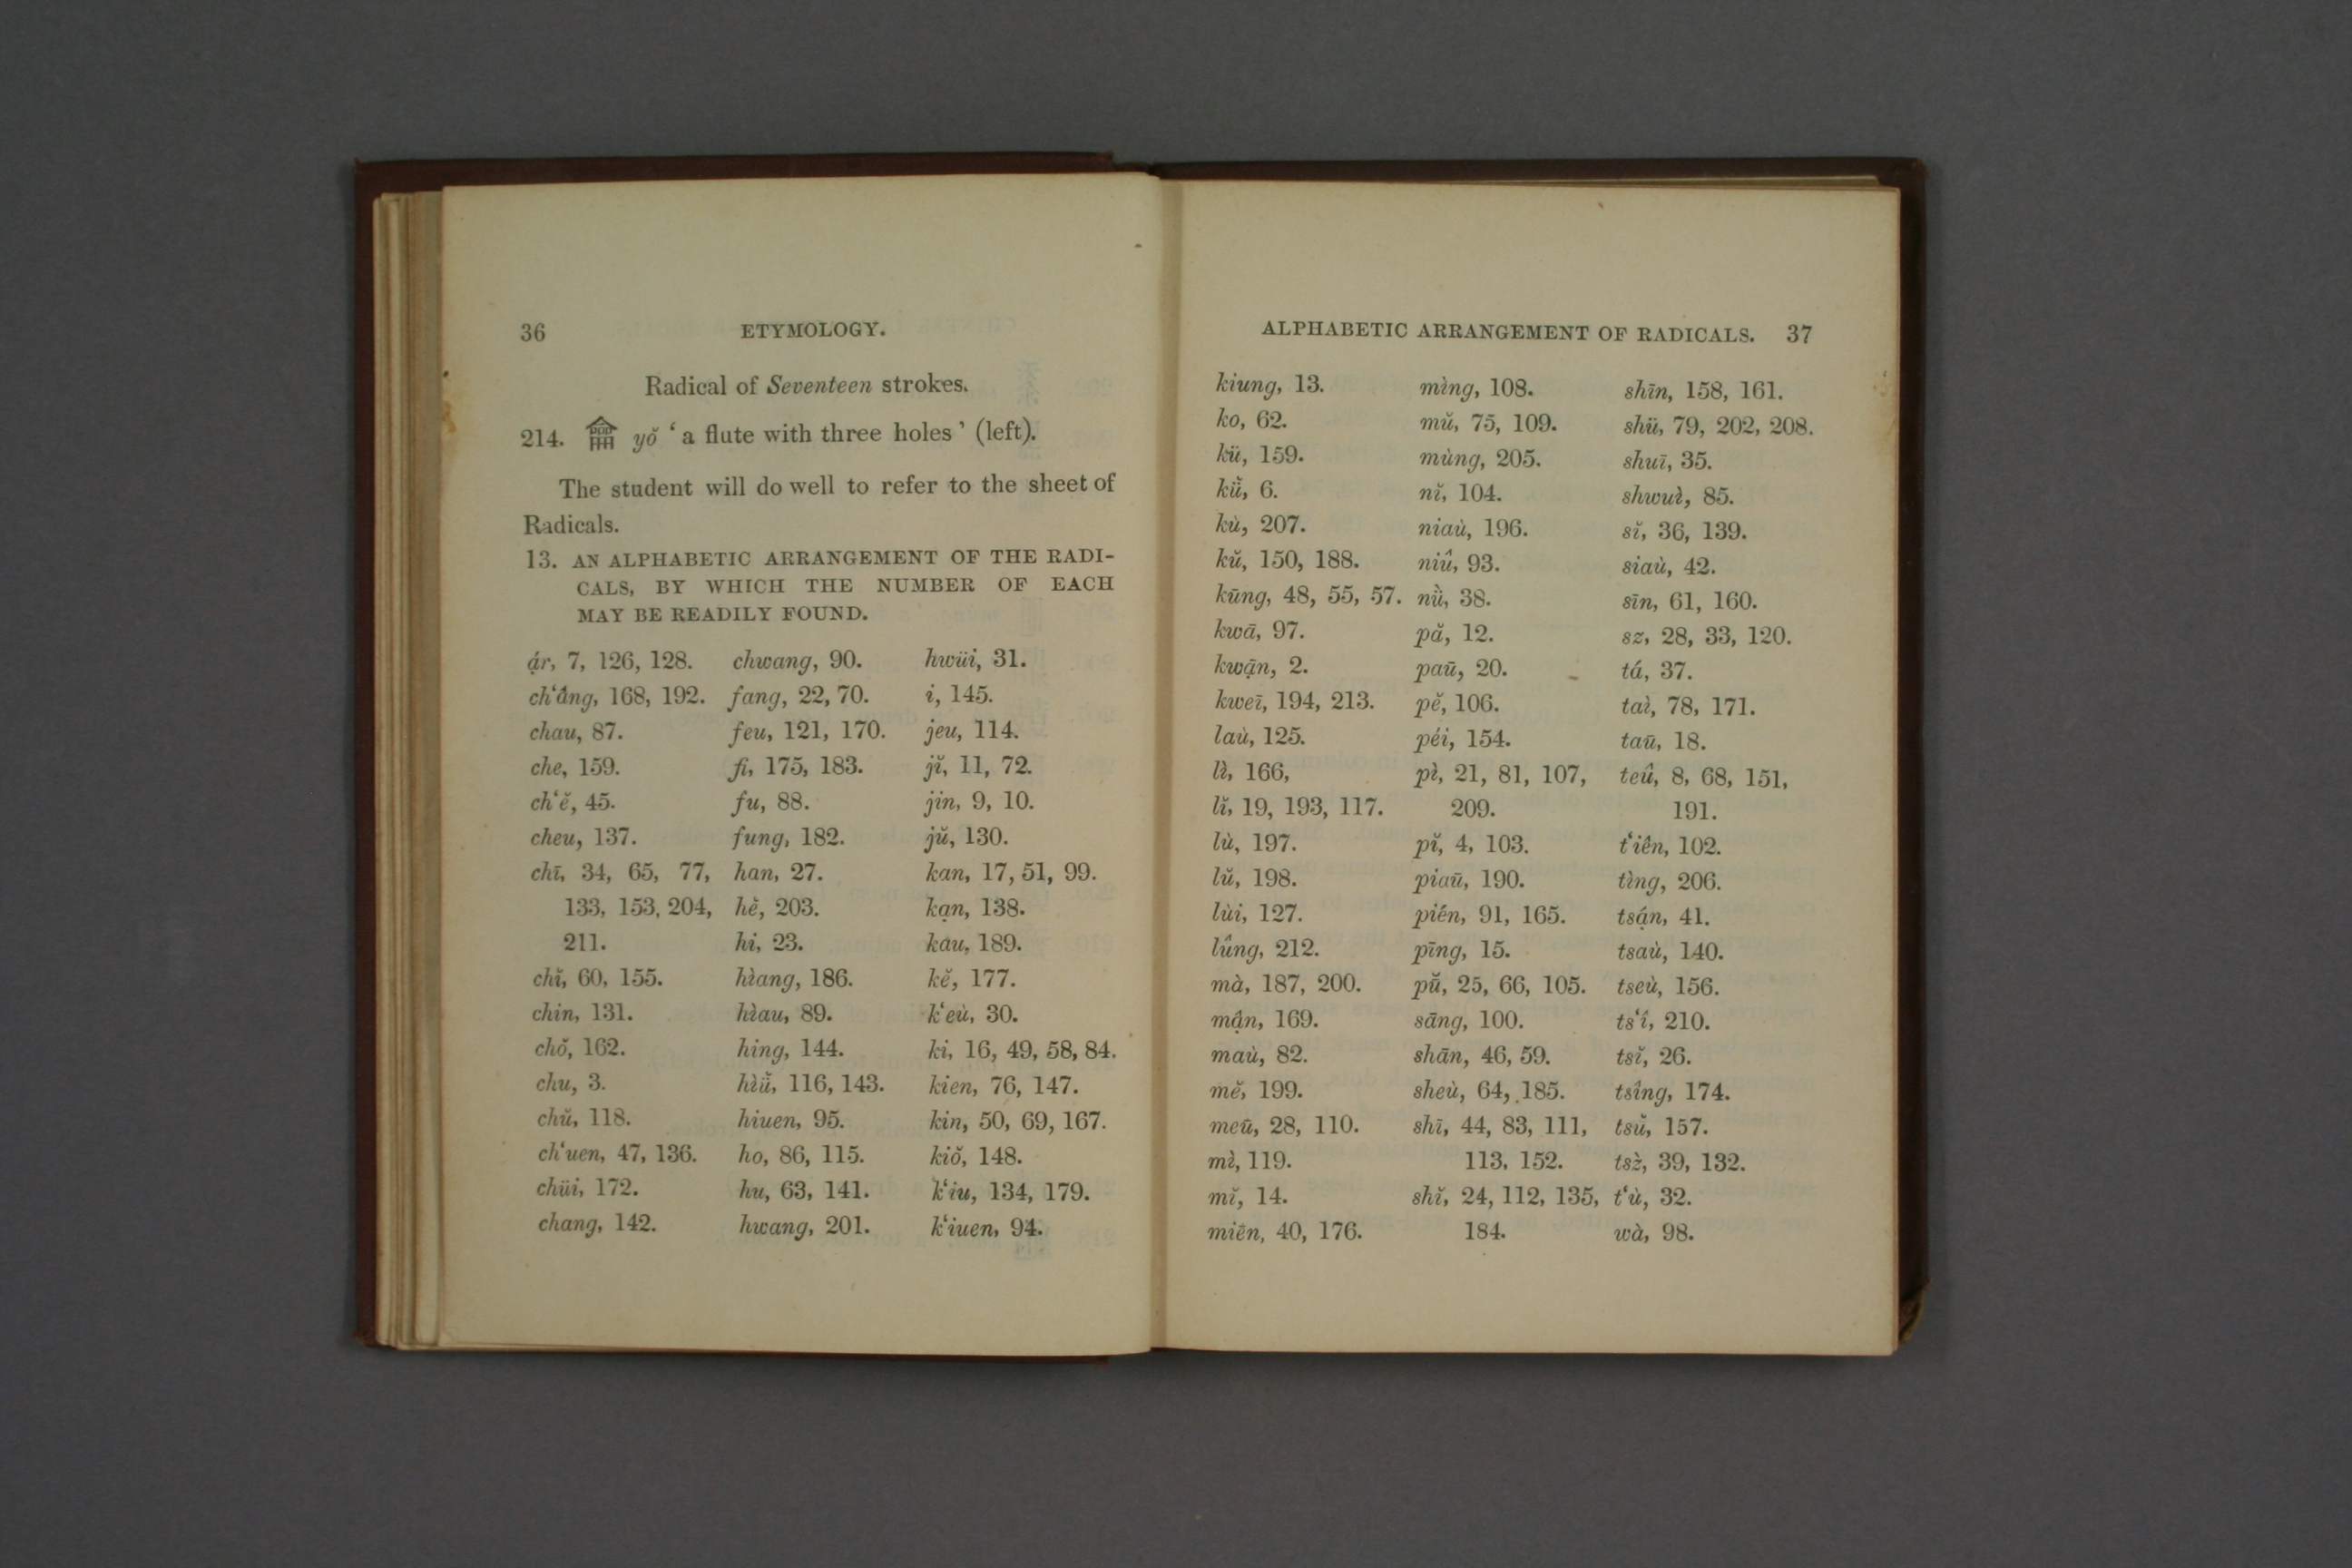 36 ETYMOLOGY.
Radical of Seventeen strokes.
214. 龠 yŏ ‘a flute with three holes’ (left).
The student will do well to refer to the sheet of
Radicals.
13. AN ALPHABETIC ARRANGEMENT OF THE RADI-
CALS, BY WHICH THE NUMBER OF EACH
MAY BE READILY FOUND.
ạ́r, 7, 126, 128.
ch‘âng, 168, 192.
chau, 87.
che, 159.
ch‘ĕ, 45.
cheu, 137.
chī, 34, 65, 77,
133, 153, 204,
211.
chĭ, 60, 155.
chin, 131.
chŏ, 162.
chu, 3.
chŭ, 118.
ch‘uen, 47, 136.
chüi, 172.
chang, 142.
chwang, 90.
fang, 22, 70.
feu, 121, 170.
fi, 175, 183.
fu, 88.
fung, 182.
han, 27.
hĕ, 203.
hi, 23.
hìang, 186.
hìau, 89.
hing, 144.
hìü̆, 116, 143.
hiuen, 95.
ho, 86, 115.
hu, 63, 141.
hwang, 201.
hwüi, 31.
i, 145.
jeu, 114.
jĭ, 11, 72.
jin, 9, 10.
jŭ, 130.
kan, 17, 51, 99.
kạn, 138.
kau, 189.
kĕ, 177.
k‘eù, 30.
ki, 16, 49, 58, 84.
kien, 76, 147.
kin, 50, 69, 167.
kiŏ, 148.
k‘iu, 134, 179.
k‘iuen, 94.
ALPHABETIC ARRANGEMENT OF RADICALS. 37
kiung, 13.
ko, 62.
kü, 159.
kü̆, 6.
kù, 207.
kŭ, 150, 188.
kūng, 48, 55, 57.
kwā, 97.
kwạ̄n, 2.
kweī, 194, 213.
laù, 125.
lì, 166,
lĭ, 19, 193, 117.
lù, 197.
lŭ, 198.
lùi, 127.
lûng, 212.
mà, 187, 200.
mận, 169.
maù, 82.
mĕ, 199.
meū, 28, 110.
mì, 119.
mĭ, 14.
miēn, 40, 176.
mìng, 108.
mŭ, 75, 109.
mùng, 205.
nĭ, 104.
niaù, 196.
niû, 93.
nǜ, 38.
pă, 12.
paū, 20.
pĕ, 106.
péi, 154.
pì, 21, 81, 107,
209.
pĭ, 4, 103.
piaū, 190.
pién, 91, 165.
pīng, 15.
pŭ, 25, 66, 105.
sāng, 100.
shān, 46, 59.
sheù, 64, 185.
shī, 44, 83, 111,
113, 152.
shĭ, 24, 112, 135,
184.
shīn, 158, 161.
shü, 79, 202, 208.
shuī, 35.
shwuì, 85.
sĭ, 36, 139.
siaù, 42.
sīn, 61, 160.
sz, 28, 33, 120.
tá, 37.
taì, 78, 171.
taū, 18.
teû, 8, 68, 151,
191.
t‘iên, 102.
tìng, 206.
tsạ́n, 41.
tsaù, 140.
tseù, 156.
ts‘î, 210.
tsĭ, 26.
tsîng, 174.
tsŭ, 157.
tsz̀, 39, 132.
t‘ù, 32.
wà, 98.